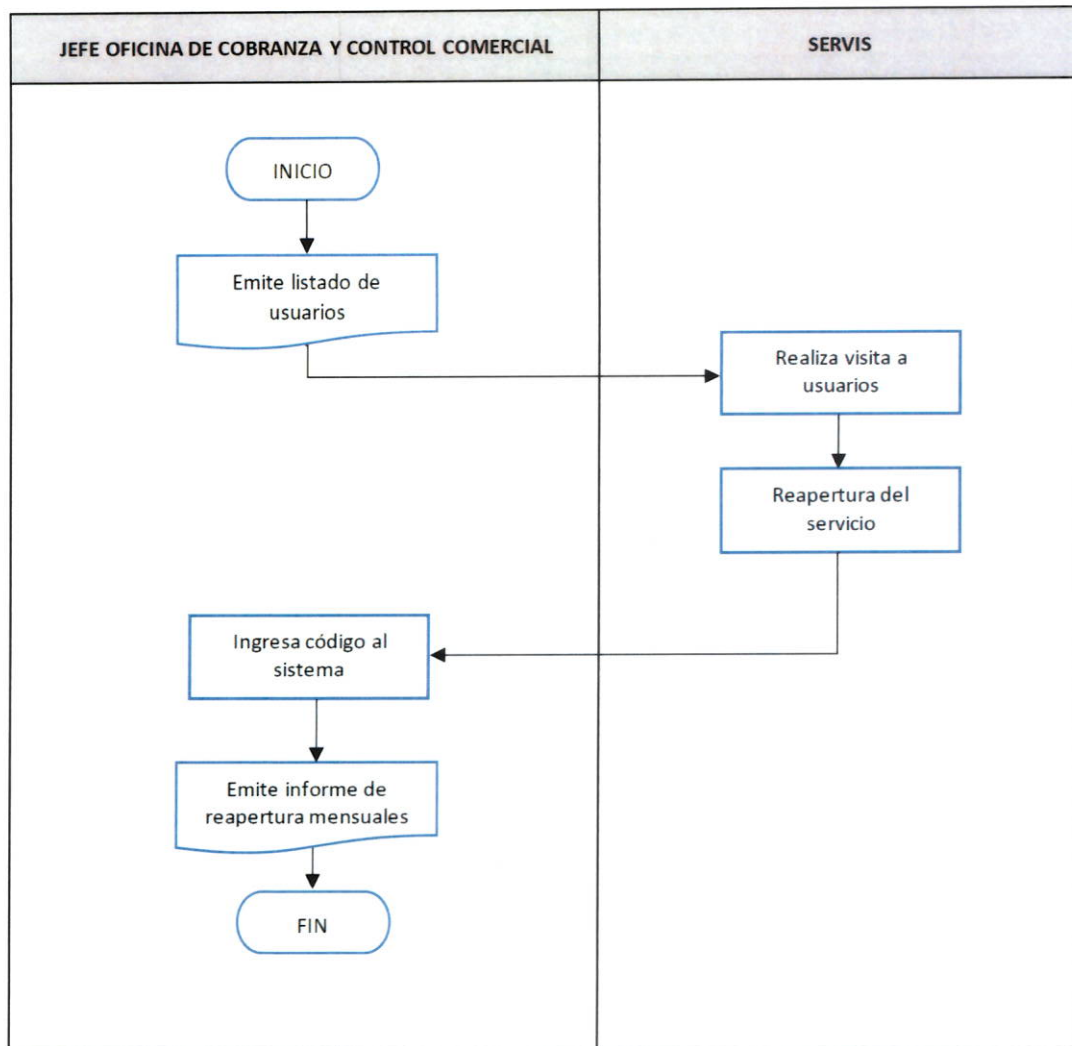 JEFE OFICINA DE COBRANZA Y CONTROL COMERCIAL
SERVIS
INICIO
Emite listado de
usuarios
Realiza visita a
usuarios
Reapertura del
servicio
Ingresa código al
sistema
Emite informe de
reapertura mensuales
FIN